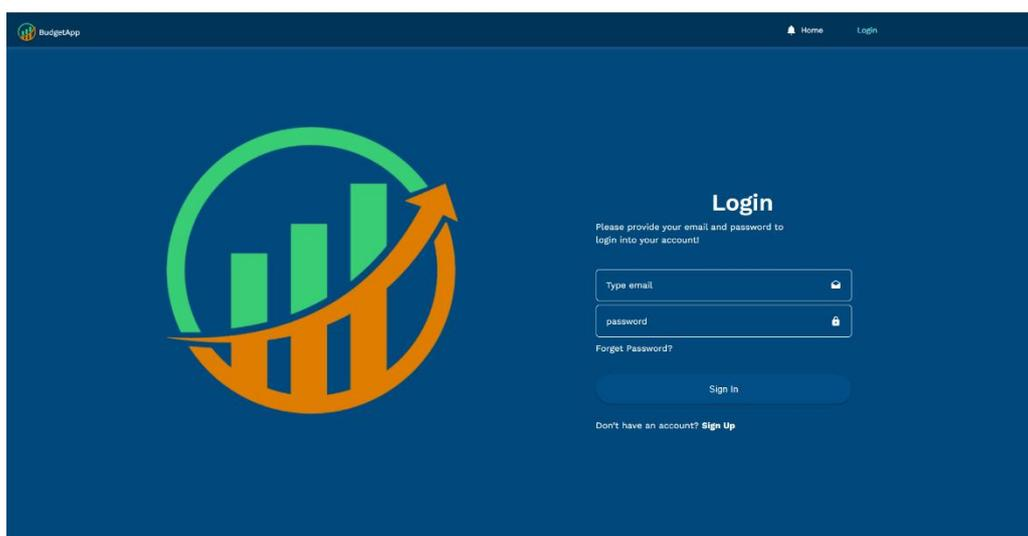 BudgetApp
Home
Login
Login
Please provide your email and password to
login into your account!
Type email
password
Forget Password?
Sign In
Don't have an account? Sign Up